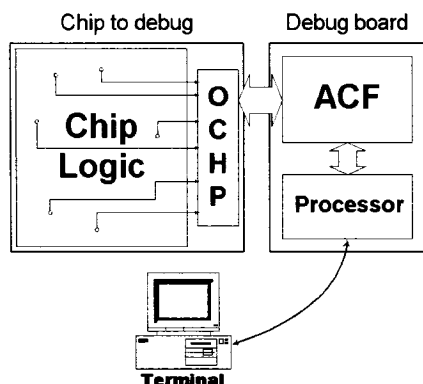 Chip to debug
Debug board
Chip
Logic
O
C
H
P
ACF
Processor
Terminal